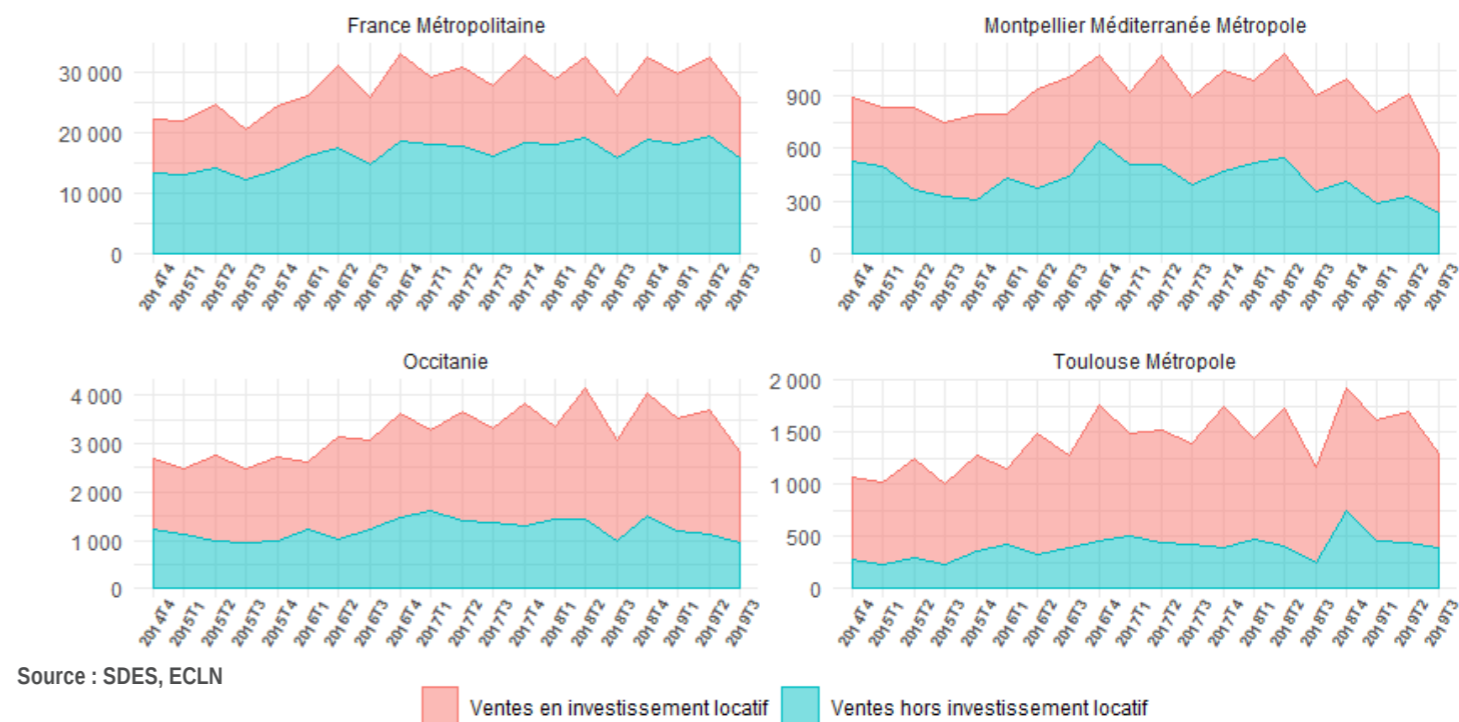 France Métropolitaine
30 000
20 000
10 000
0
2014T4 2015T1 2015T2 2015T3 2015T4 2016T1 2016T2 2016T3 2016T4 2017T1 2017T2 2017T3 2017T4 2018T1 2018T2 2018T3 2018T4 2019T1 2019T2 2019T3
Montpellier Méditerranée Métropole
900
600
300
0
2014T4 2015T1 2015T2 2015T3 2015T4 2016T1 2016T2 2016T3 2016T4 2017T1 2017T2 2017T3 2017T4 2018T1 2018T2 2018T3 2018T4 2019T1 2019T2 2019T3
Occitanie
4 000
3 000
2 000
1 000
0
2014T4 2015T1 2015T2 2015T3 2015T4 2016T1 2016T2 2016T3 2016T4 2017T1 2017T2 2017T3 2017T4 2018T1 2018T2 2018T3 2018T4 2019T1 2019T2 2019T3
Toulouse Métropole
2 000
1 500
1 000
500
0
2014T4 2015T1 2015T2 2015T3 2015T4 2016T1 2016T2 2016T3 2016T4 2017T1 2017T2 2017T3 2017T4 2018T1 2018T2 2018T3 2018T4 2019T1 2019T2 2019T3
Source : SDES, ECLN
Ventes en investissement locatif Ventes hors investissement locatif